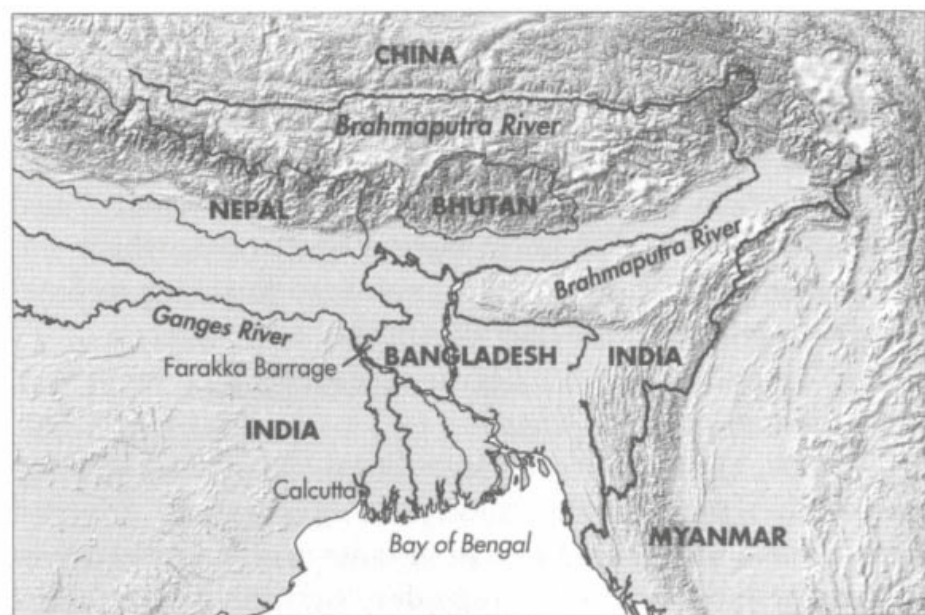 CHINA
Brahmaputra River
NEPAL
BHUTAN
Brahmaputra River
Ganges River
Farakka Barrage
BANGLADESH
INDIA
INDIA
Calcutta
Bay of Bengal
MYANMAR